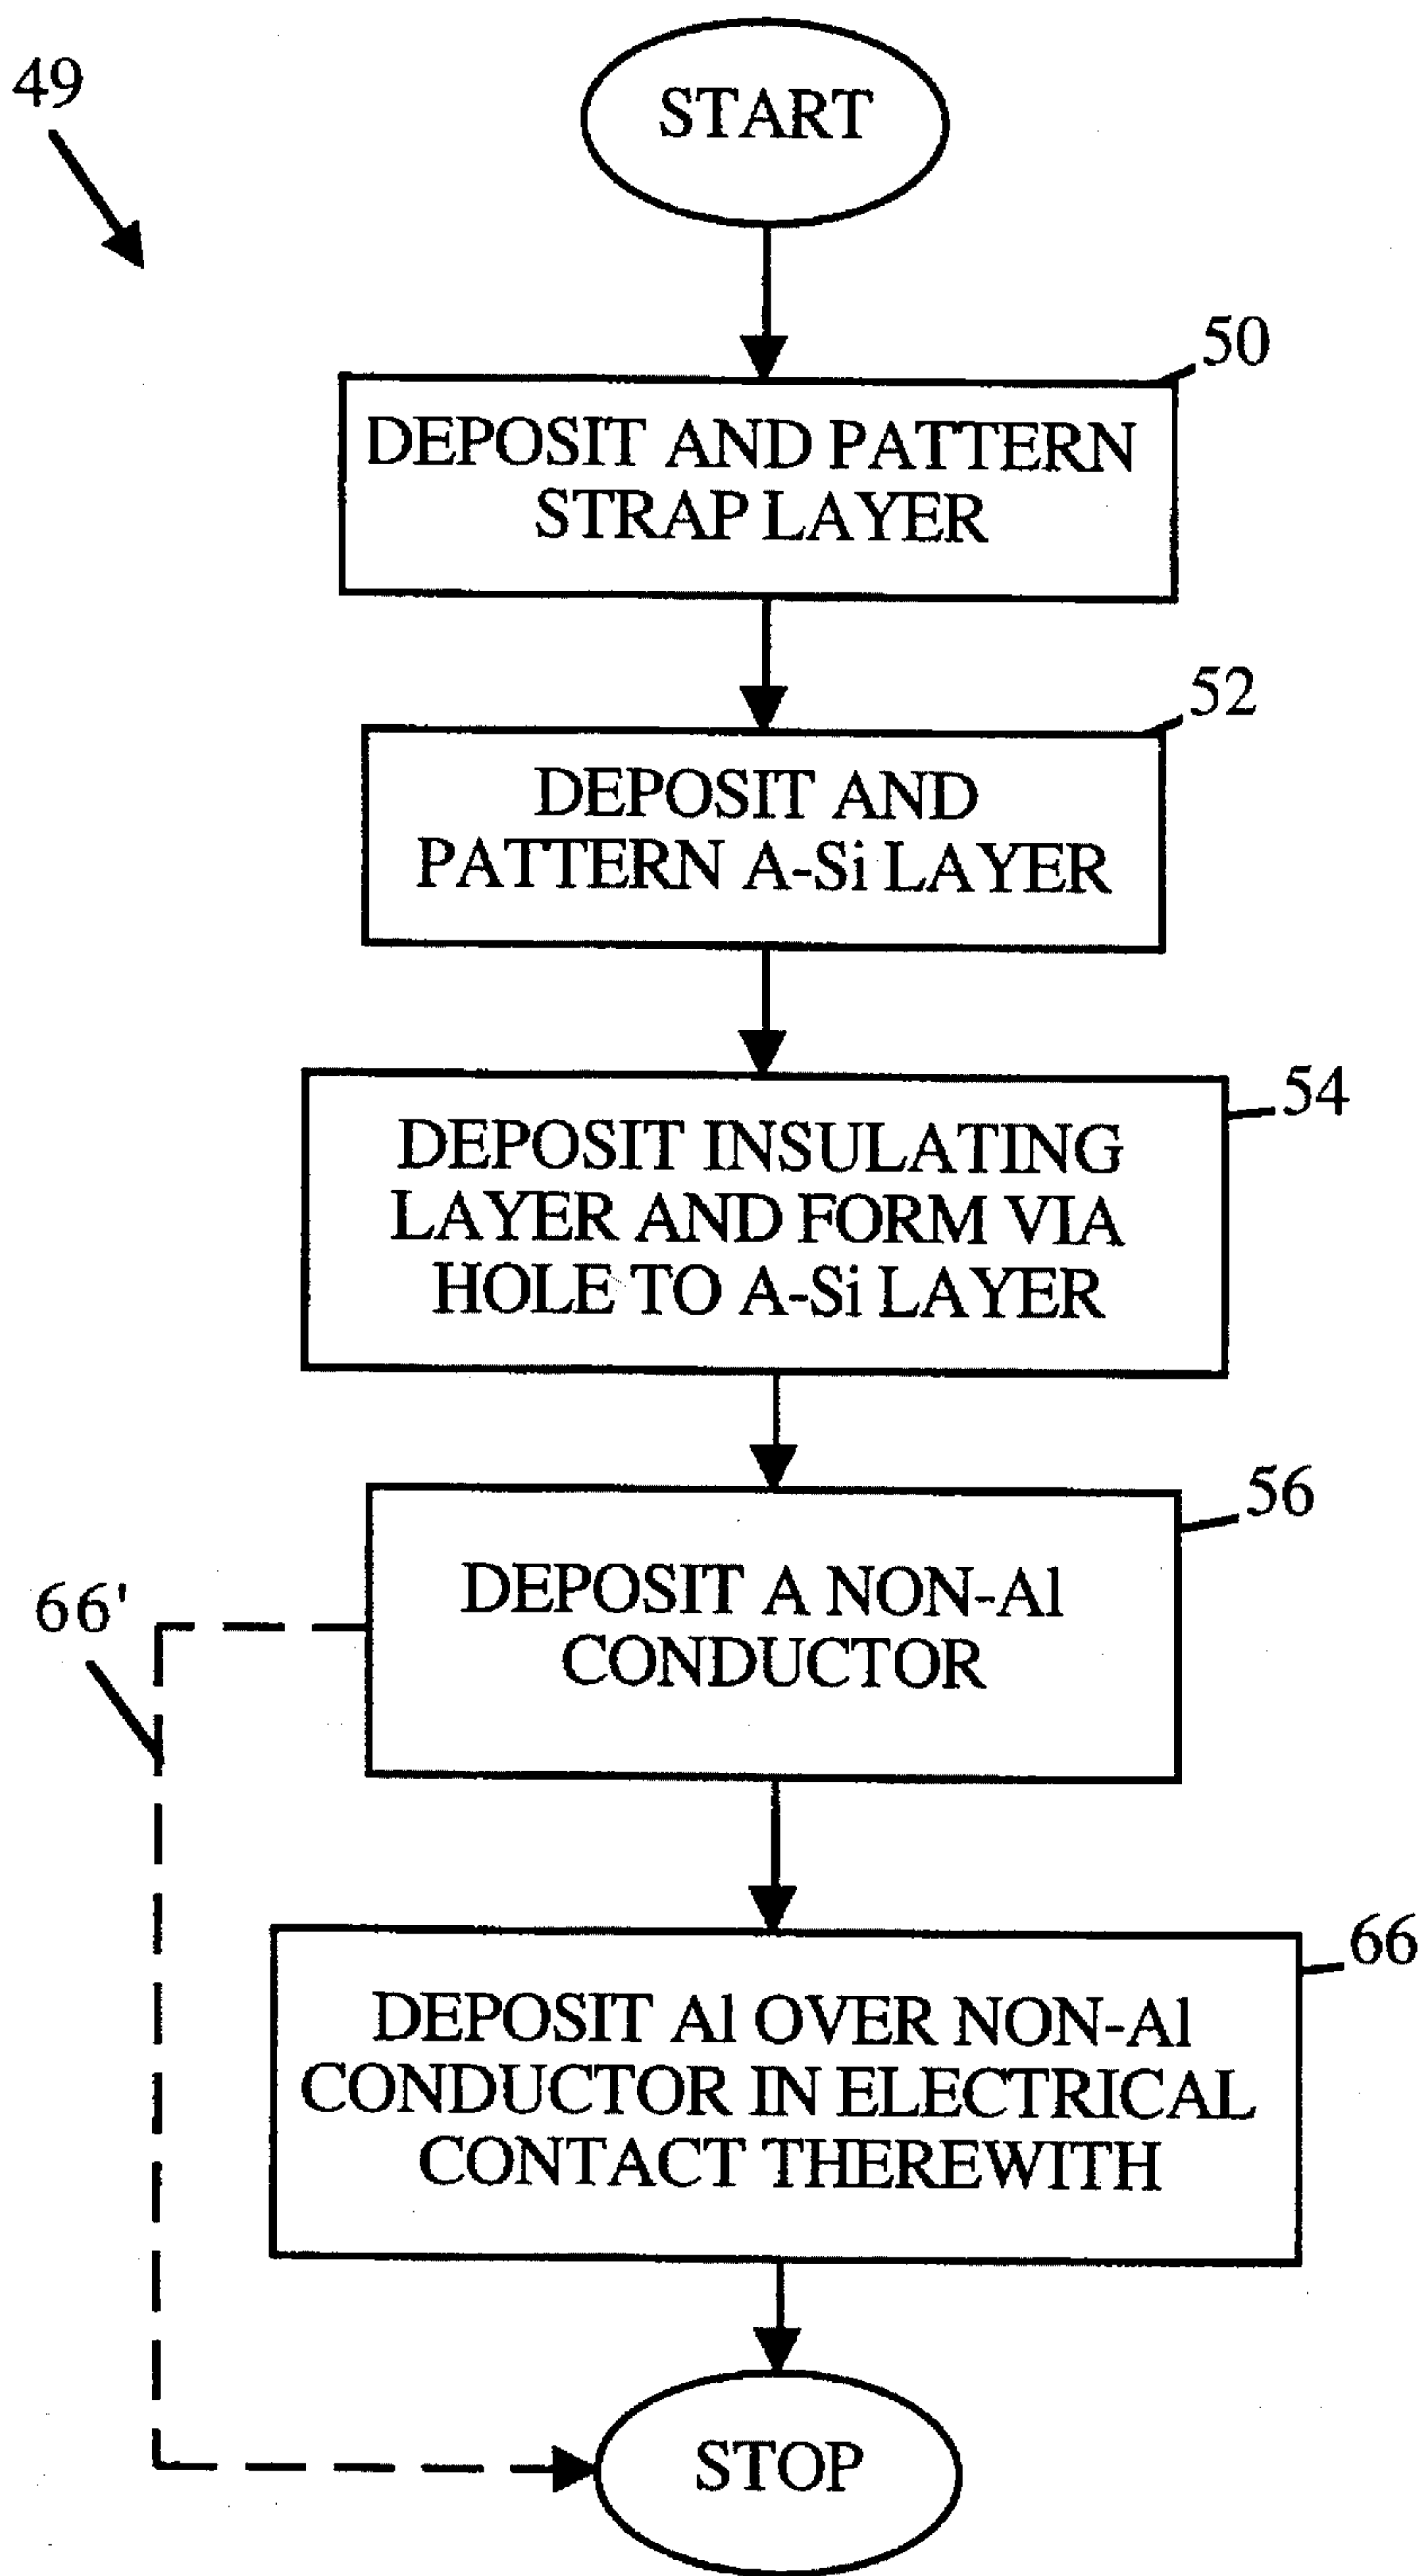 49
START
50
DEPOSIT AND PATTERN
STRAP LAYER
52
DEPOSIT AND
PATTERN A-Si LAYER
54
DEPOSIT INSULATING
LAYER AND FORM VIA
HOLE TO A-Si LAYER
56
DEPOSIT A NON-Al
CONDUCTOR
66'
66
DEPOSIT Al OVER NON-Al
CONDUCTOR IN ELECTRICAL
CONTACT THEREWITH
STOP